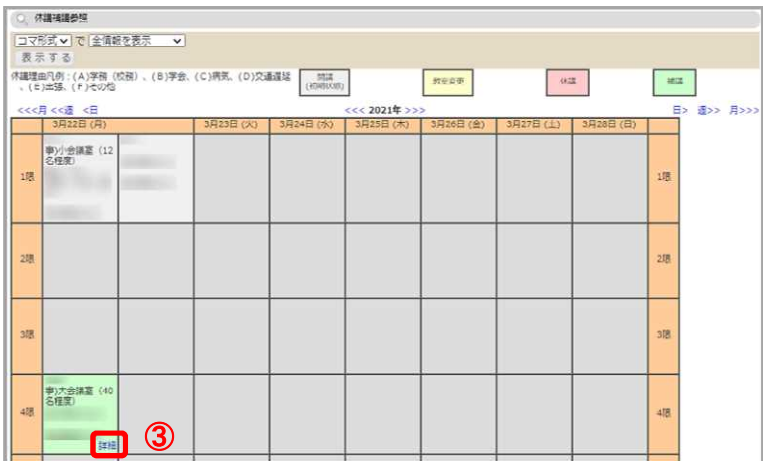 休講補講参照
コマ形式 で 全情報を表示
表示する
休講理由凡例:(A)学務(校務)、(B)学会、(C)病気、(D)交通遅延
、(E)出張、(F)その他
開講
(初期状態)
教室変更
休講
補講
<<<月 <<週 <日 <<< 2021年 >>> 日> 週>> 月>>>
3月22日 (月) 3月23日 (火) 3月24日 (水) 3月25日 (木) 3月26日 (金) 3月27日 (土) 3月28日 (日)
1限
事)小会議室(12
名程度)
1限
2限 2限
3限 3限
4限
事)大会議室(40
名程度)
詳細
③
4限